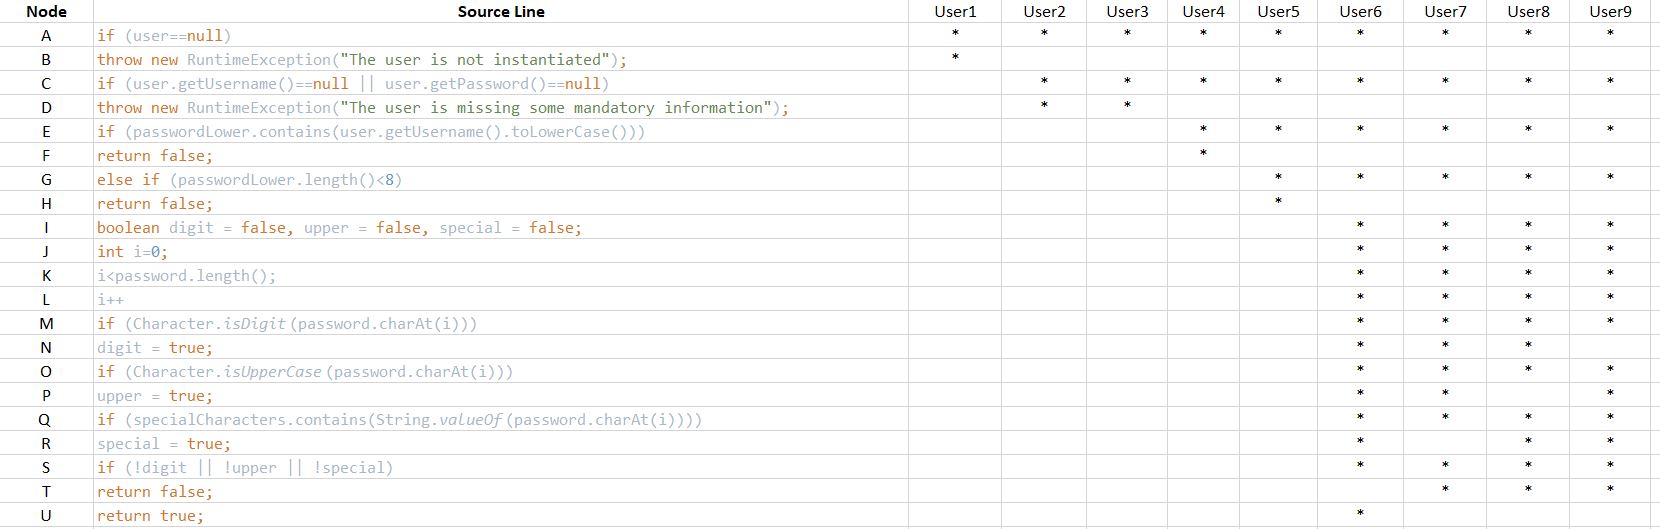 Node Source Line User1 User2 User3 User4 User5 User6 User7 User8 User9
A if (user==null) * * * * * * * * *
B throw new RuntimeException("The user is not instantiated"); *
C if (user.getUsername()==null || user.getPassword()==null) * * * * * * * *
D throw new RuntimeException("The user is missing some mandatory information"); * *
E if (passwordLower.contains(user.getUsername().toLowerCase())) * * * * * *
F return false; *
G else if (passwordLower.length()<8) * * * * *
H return false; *
I boolean digit = false, upper = false, special = false; * * * *
J int i=0; * * * *
K i<password.length(); * * * *
L i++ * * * *
M if (Character.isDigit(password.charAt(i))) * * * *
N digit = true; * * *
O if (Character.isUpperCase(password.charAt(i))) * * * *
P upper = true; * * *
Q if (specialCharacters.contains(String.valueOf(password.charAt(i)))) * * * *
R special = true; * * *
S if (!digit || !upper || !special) * * * *
T return false; * * *
U return true; *